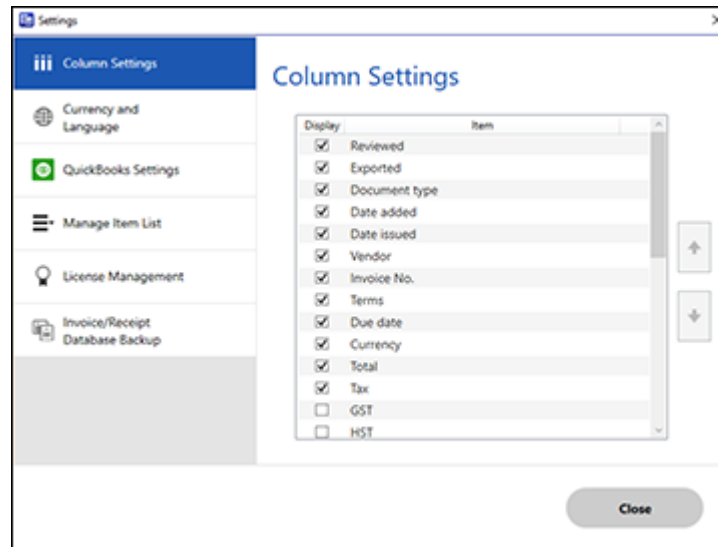 Settings
Column Settings
Currency and
Language
QuickBooks Settings
Manage Item List
License Management
Invoice/Receipt
Database Backup
Column Settings
Display Item
Reviewed
Exported
Document type
Date added
Date issued
Vendor
Invoice No.
Terms
Due date
Currency
Total
Tax
GST
HST
Close